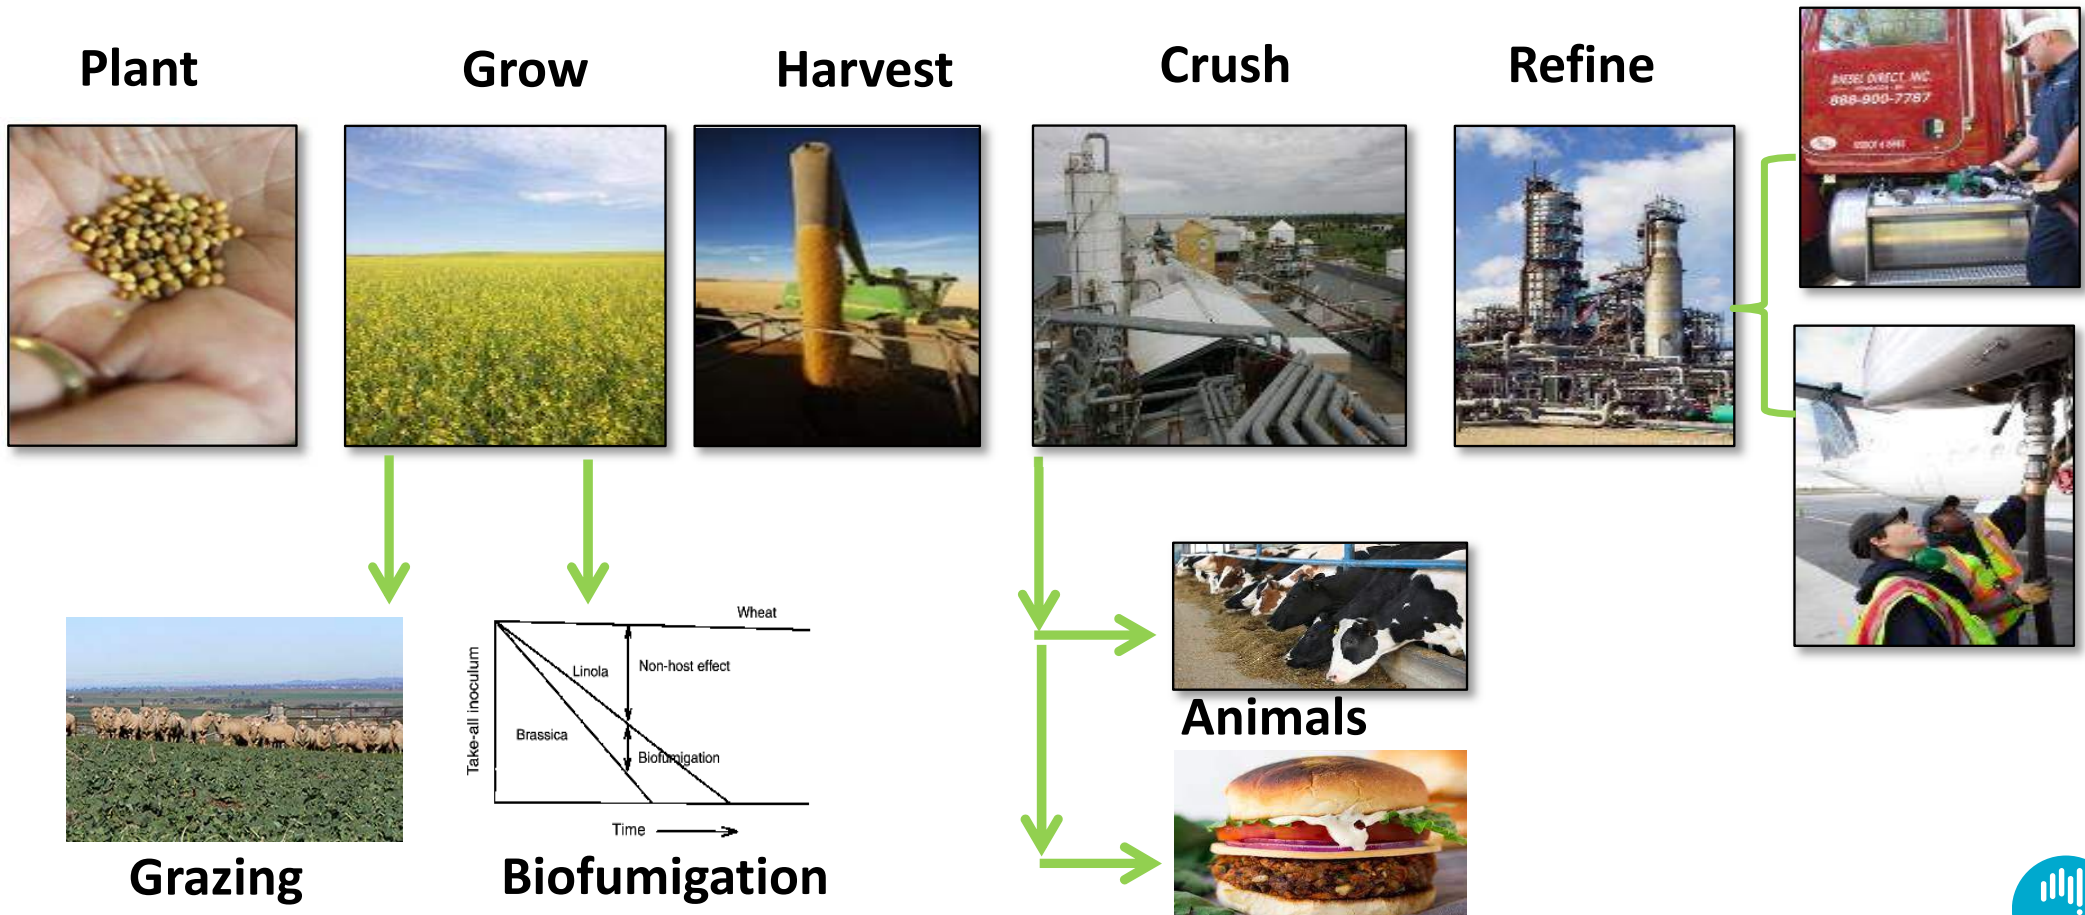 Plant
Grow
Harvest
Crush
Refine
DIESEL DIRECT, INC.
888-900-7787
Wheat
Non-host effect
Linola
Brassica
Biofumigation
Take-all inoculum
Time
Animals
Grazing
Biofumigation